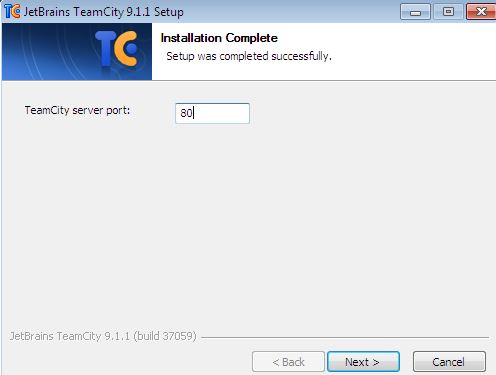 TC JetBrains TeamCity 9.1.1 Setup
TC
Installation Complete
Setup was completed successfully.
TeamCity server port:
80
JetBrains TeamCity 9.1.1 (build 37059)
< Back
Next >
Cancel